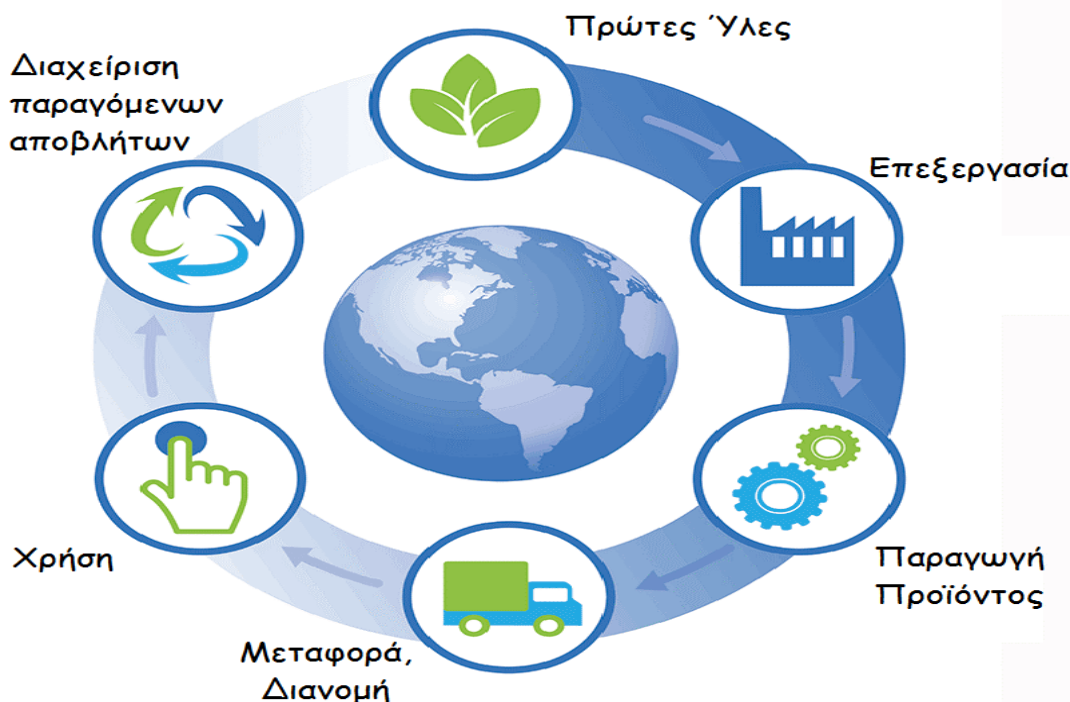 Πρώτες Ύλες
Επεξεργασία
Παραγωγή
Προϊόντος
Μεταφορά,
Διανομή
Χρήση
Διαχείριση
παραγόμενων
αποβλήτων